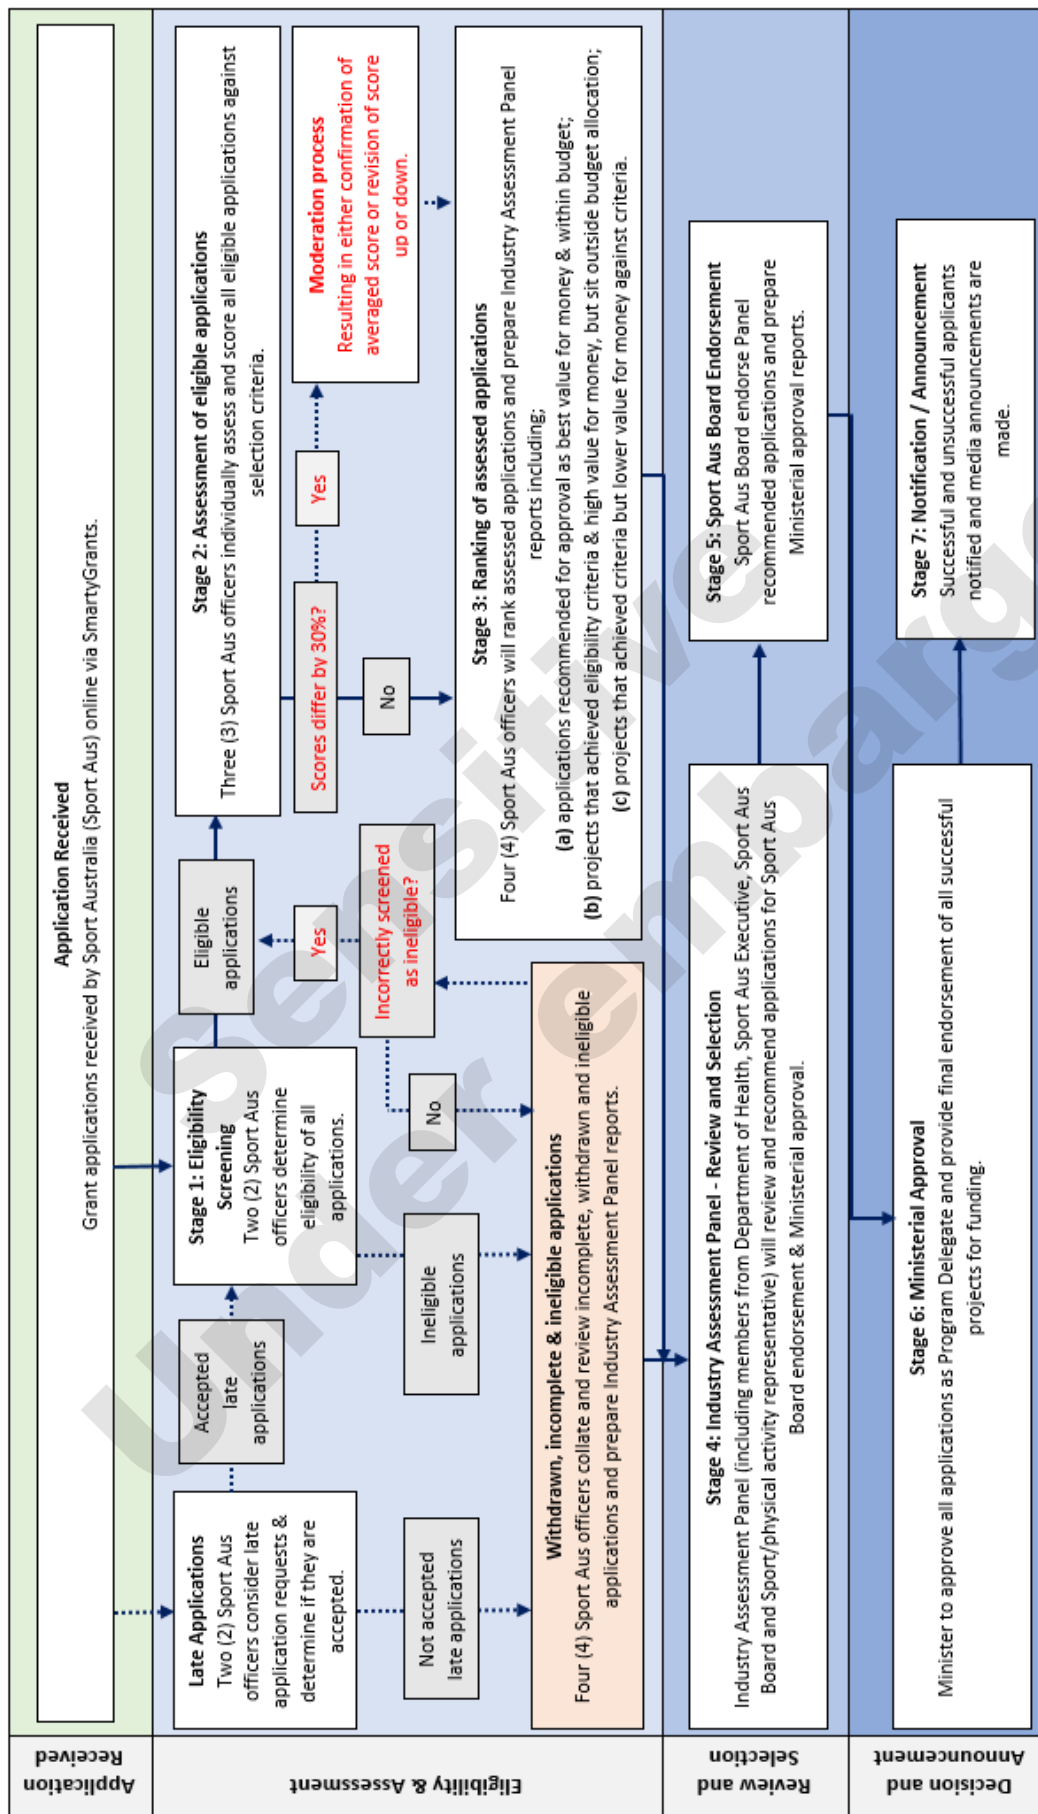 Application
Received
Application Received
Grant applications received by Sport Australia (Sport Aus) online via SmartyGrants.
Eligibility & Assessment
Late Applications
Two (2) Sport Aus
officers consider late
application requests &
determine if they are
accepted.
Accepted
late
applications
Stage 1: Eligibility
Screening
Two (2) Sport Aus
officers determine
eligibility of all
applications.
Eligible
applications
Stage 2: Assessment of eligible applications
Three (3) Sport Aus officers individually assess and score all eligible applications against
selection criteria.
Not accepted
late applications
Ineligible
applications
No
Incorrectly screened
as ineligible?
Yes
Scores differ by 30%?
Yes
No
Moderation process
Resulting in either confirmation of
averaged score or revision of score
up or down.
Withdrawn, incomplete & ineligible applications
Four (4) Sport Aus officers collate and review incomplete, withdrawn and ineligible
applications and prepare Industry Assessment Panel reports.
Stage 3: Ranking of assessed applications
Four (4) Sport Aus officers will rank assessed applications and prepare Industry Assessment Panel
reports including;
(a) applications recommended for approval as best value for money & within budget;
(b) projects that achieved eligibility criteria & high value for money, but sit outside budget allocation;
(c) projects that achieved criteria but lower value for money against criteria.
Review and
Selection
Stage 4: Industry Assessment Panel - Review and Selection
Industry Assessment Panel (including members from Department of Health, Sport Aus Executive, Sport Aus
Board and Sport/physical activity representative) will review and recommend applications for Sport Aus
Board endorsement & Ministerial approval.
Stage 5: Sport Aus Board Endorsement
Sport Aus Board endorse Panel
recommended applications and prepare
Ministerial approval reports.
Decision and
Announcement
Stage 6: Ministerial Approval
Minister to approve all applications as Program Delegate and provide final endorsement of all successful
projects for funding.
Stage 7: Notification / Announcement
Successful and unsuccessful applicants
notified and media announcements are
made.
Sensitive
Under embargo